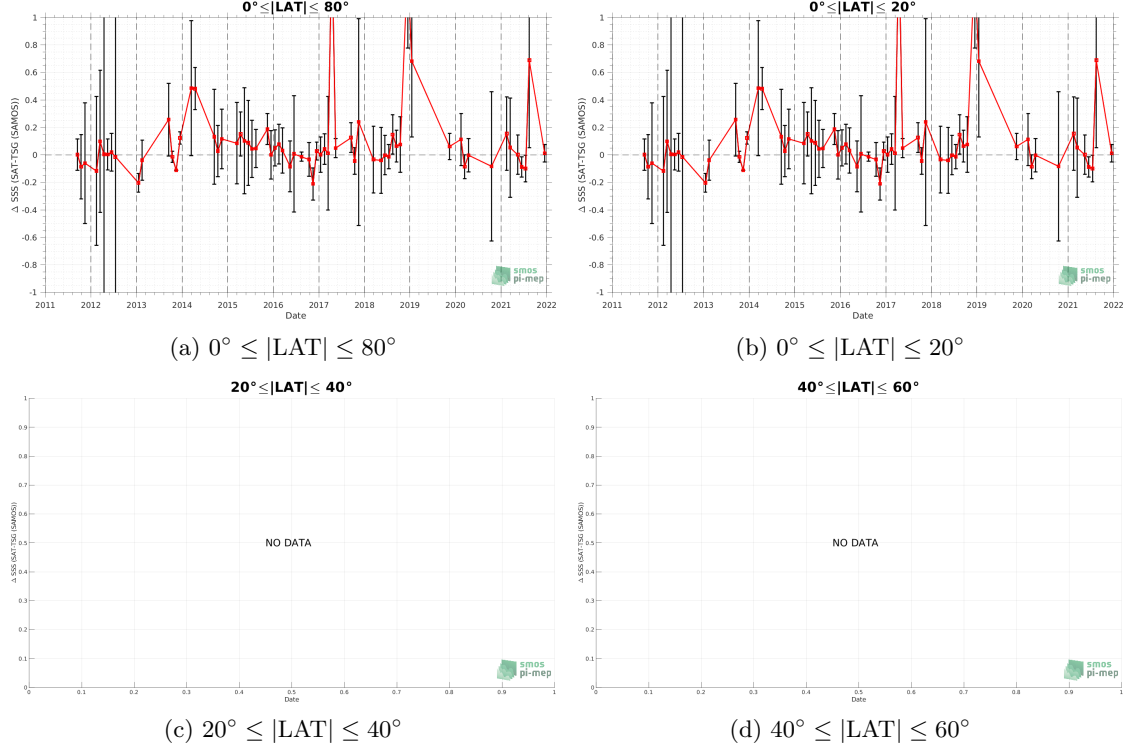 0°≤|LAT|≤ 80°
Δ SSS (SAT-TSG (SAMOS))
1
0.8
0.6
0.4
0.2
0
-0.2
-0.4
-0.6
-0.8
-1
2011 2012 2013 2014 2015 2016 2017 2018 2019 2020 2021 2022
Date
smos
pi-mep
(a) 0° ≤ |LAT| ≤ 80°
0°≤|LAT|≤ 20°
Δ SSS (SAT-TSG (SAMOS))
1
0.8
0.6
0.4
0.2
0
-0.2
-0.4
-0.6
-0.8
-1
2011 2012 2013 2014 2015 2016 2017 2018 2019 2020 2021 2022
Date
smos
pi-mep
(b) 0° ≤ |LAT| ≤ 20°
20°≤|LAT|≤ 40°
Δ SSS (SAT-TSG (SAMOS))
1
0.9
0.8
0.7
0.6
0.5
0.4
0.3
0.2
0.1
0
NO DATA
0 0.1 0.2 0.3 0.4 0.5 0.6 0.7 0.8 0.9 1
Date
smos
pi-mep
(c) 20° ≤ |LAT| ≤ 40°
40°≤|LAT|≤ 60°
Δ SSS (SAT-TSG (SAMOS))
1
0.9
0.8
0.7
0.6
0.5
0.4
0.3
0.2
0.1
0
NO DATA
0 0.1 0.2 0.3 0.4 0.5 0.6 0.7 0.8 0.9 1
Date
smos
pi-mep
(d) 40° ≤ |LAT| ≤ 60°